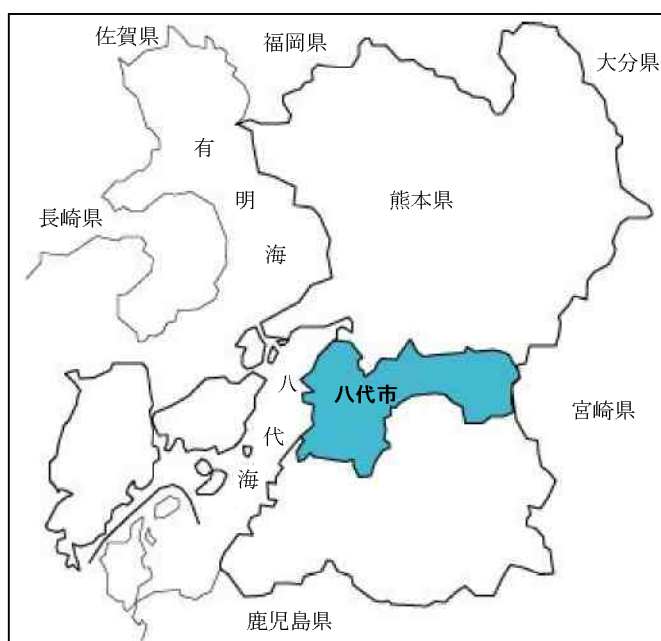 佐賀県
福岡県
大分県
有明海
長崎県
熊本県
八代市
八代海
宮崎県
鹿児島県